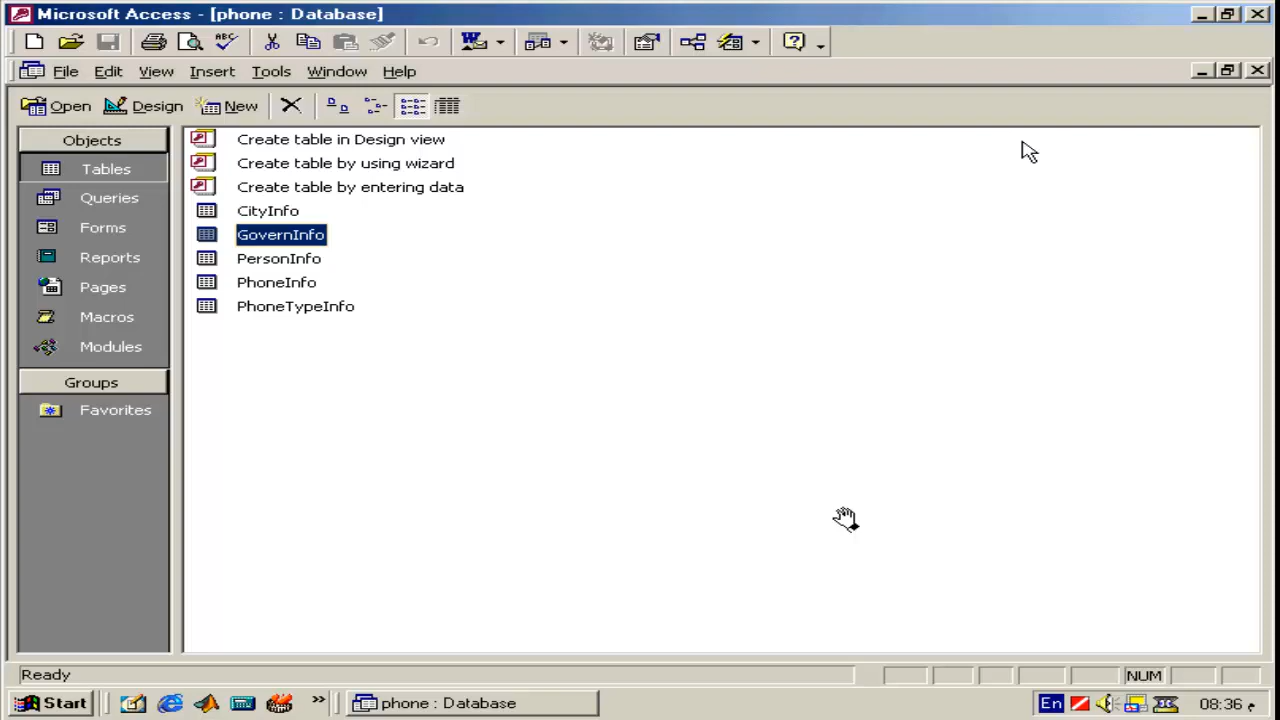 Microsoft Access - [phone : Database]
File Edit View Insert Tools Window Help
Open Design New
Objects
Tables
Queries
Forms
Reports
Pages
Macros
Modules
Groups
Favorites
Create table in Design view
Create table by using wizard
Create table by entering data
CityInfo
GovernInfo
PersonInfo
PhoneInfo
PhoneTypeInfo
Ready
NUM
Start
»
phone : Database
En
08:36 م